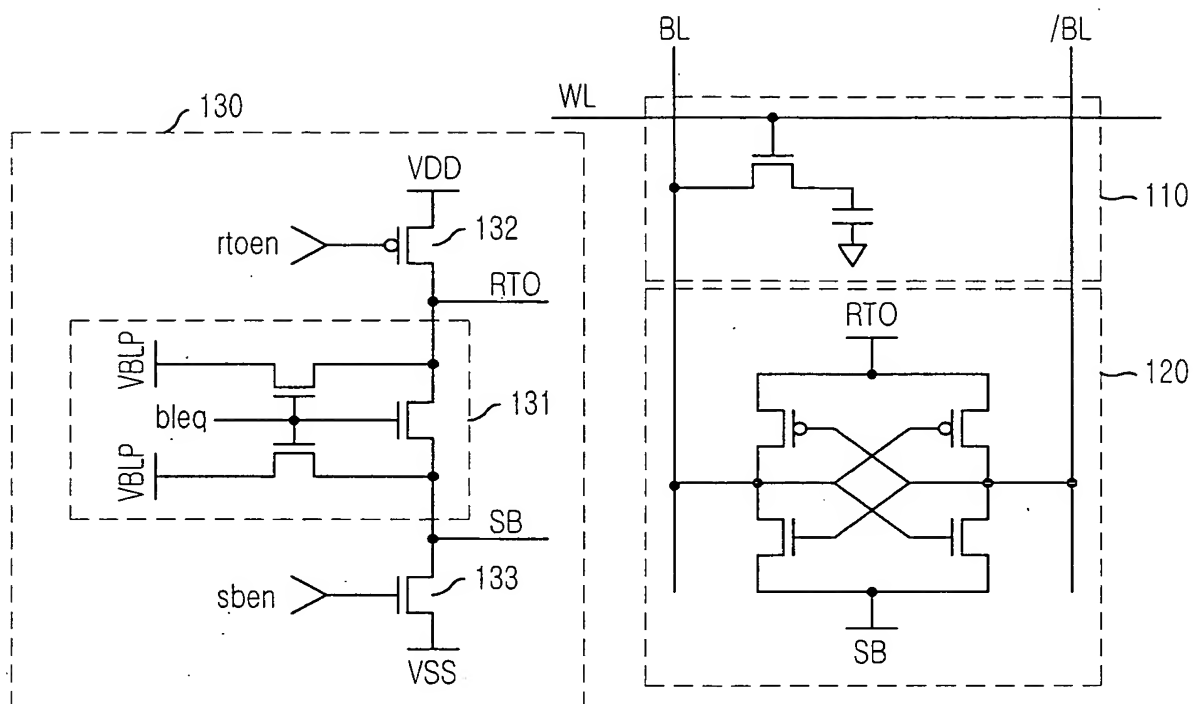 BL
/BL
WL
130
VDD
110
rtoen
132
RTO
RTO
VBLP
120
bleq
131
VBLP
SB
sben
133
SB
VSS